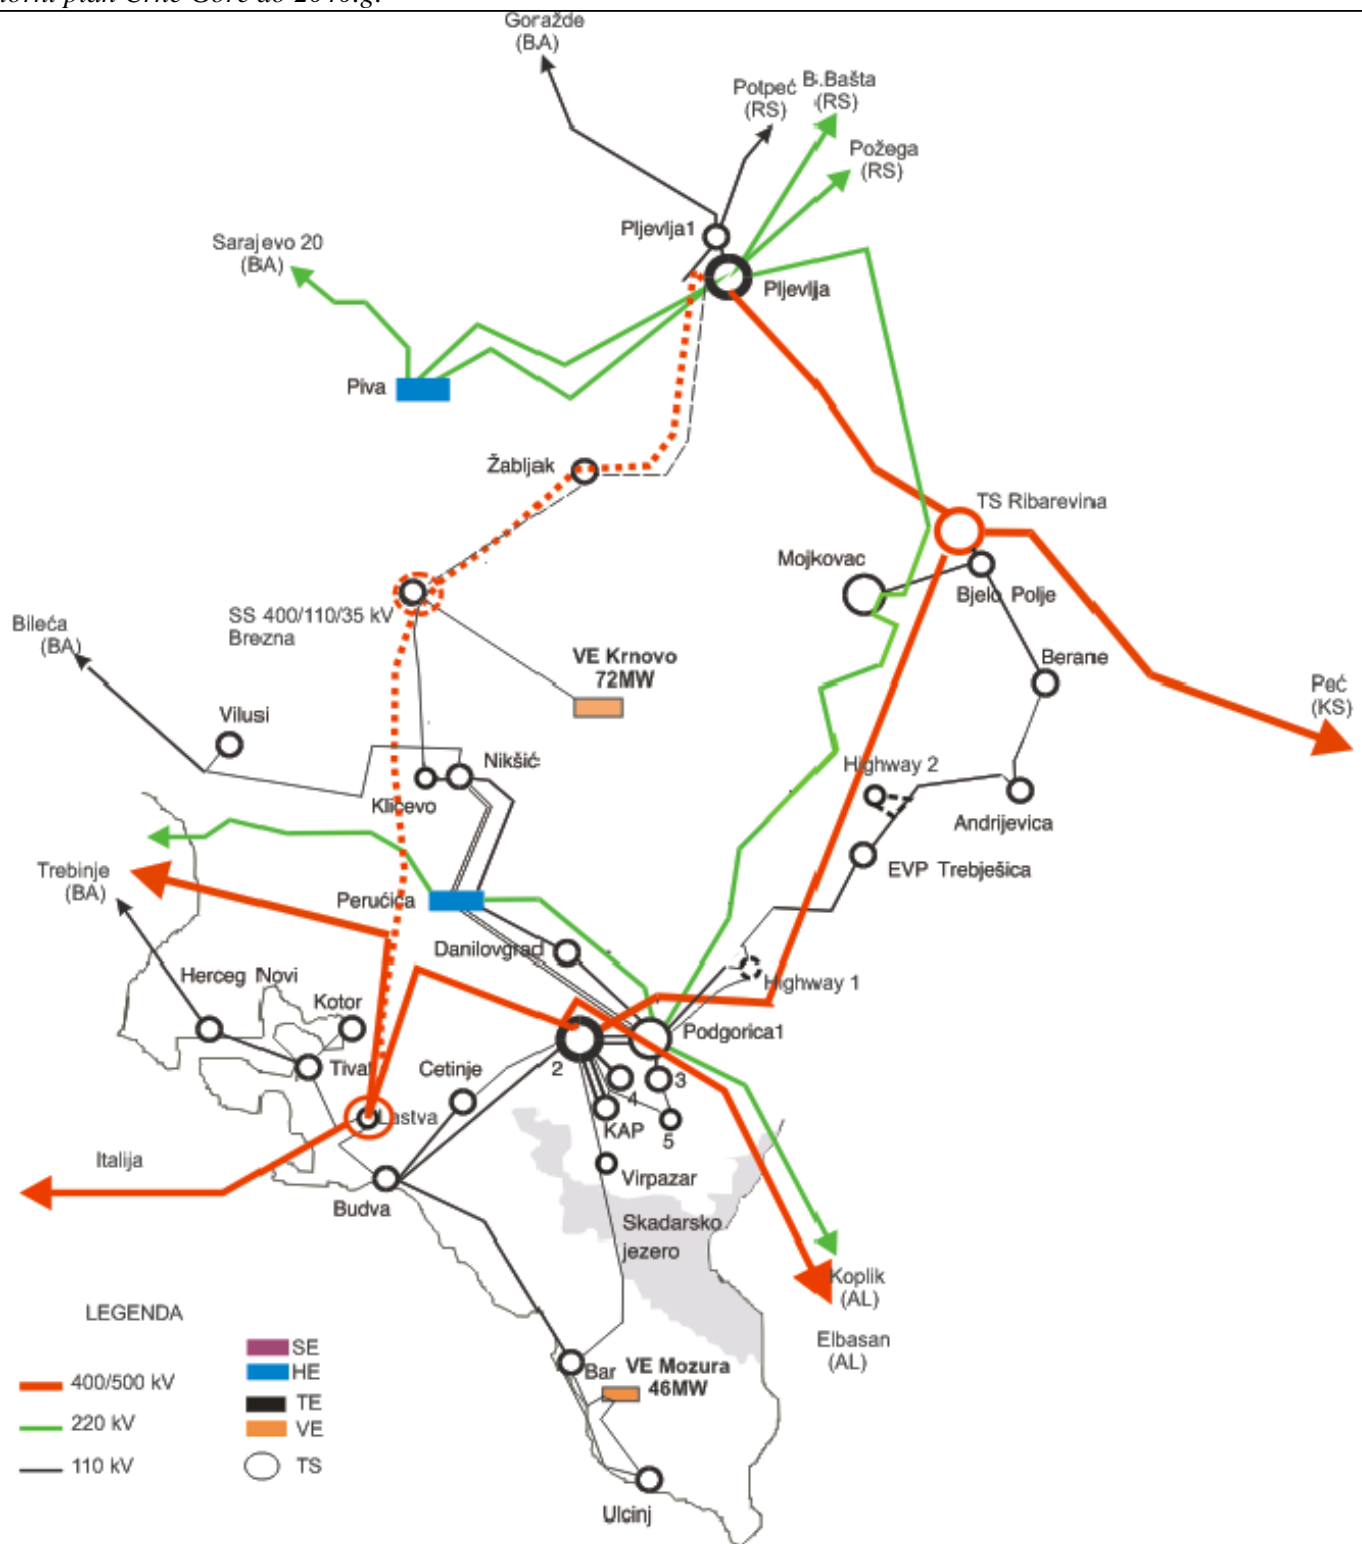 Goražde
(BA)
Potpeć
(RS)
B.Bašta
(RS)
Požega
(RS)
Pljevlja1
Sarajevo 20
(BA)
Pljevlja
Piva
Žabljak
TS Ribarevina
Mojkovac
Bjelo Polje
SS 400/110/35 kV
Brezna
Bileća
(BA)
VE Krnovo
72MW
Berane
Peć
(KS)
Vilusi
Nikšić
Highway 2
Klicevo
Andrijevica
EVP Trebješica
Trebinje
(BA)
Perućica
Danilovgrad
Herceg Novi
Highway 1
Kotor
Podgorica1
Cetinje
2
Tivat
4
3
Lastva
KAP
5
Italija
Virpazar
Budva
Skadarsko
jezero
Koplik
(AL)
LEGENDA
Elbasan
(AL)
SE
HE
Bar
VE Mozura
46MW
400/500 kV
TE
220 kV
VE
110 kV
TS
Ulcinj